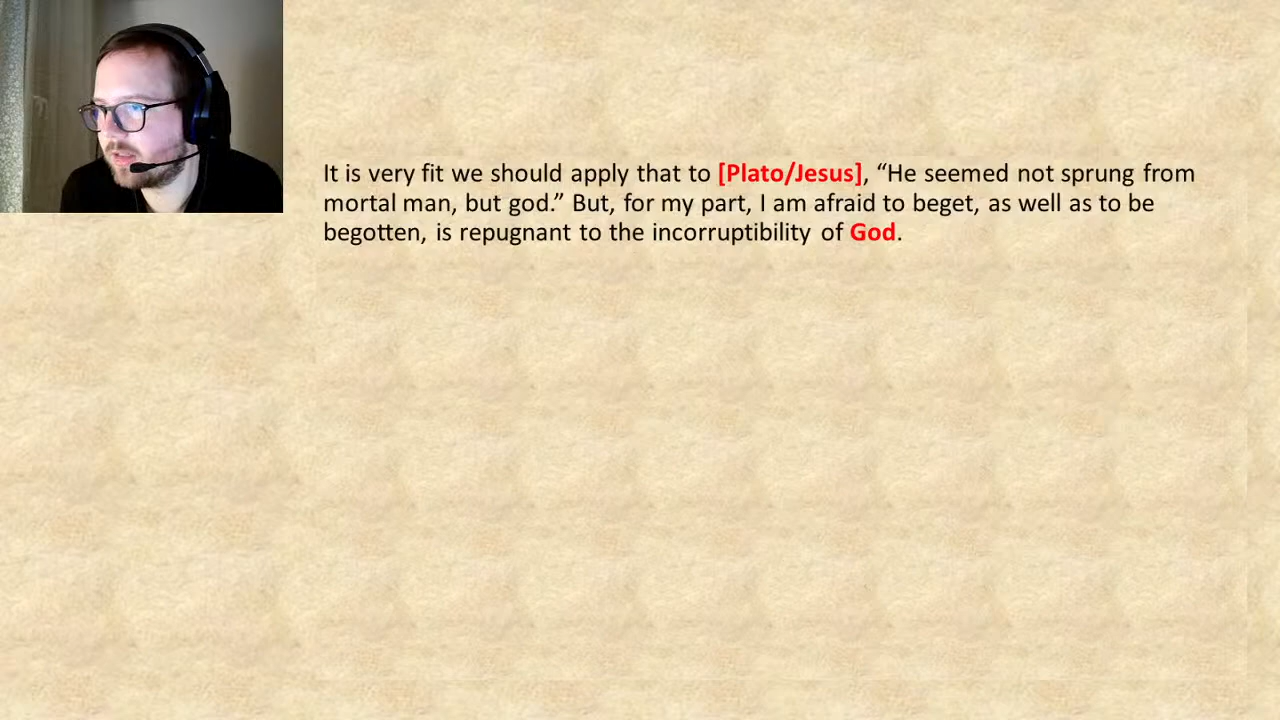 It is very fit we should apply that to [Plato/Jesus], “He seemed not sprung from
mortal man, but god.” But, for my part, I am afraid to beget, as well as to be
begotten, is repugnant to the incorruptibility of God.